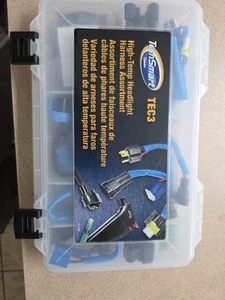 TechSmart
TEC3
High-Temp Headlight
Harness Assortment
Assortiment de faisceaux de
câbles de phares haute température
Variedad de arneses para faros
delanteros de alta temperatura